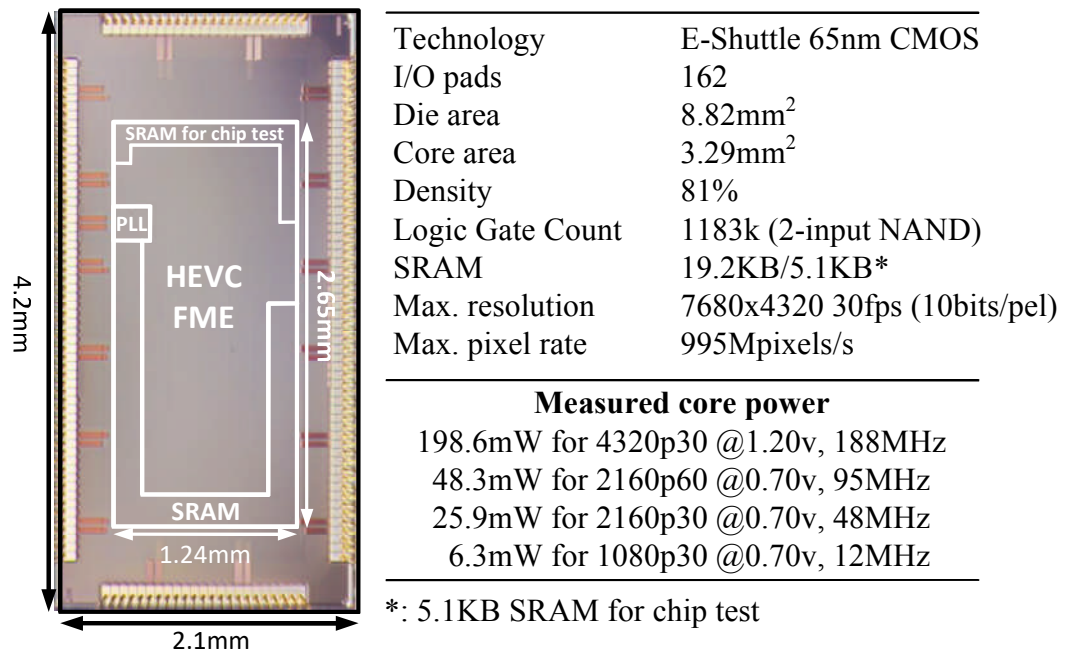 SRAM for chip test
PLL
HEVC
FME
2.65mm
SRAM
1.24mm
4.2mm
2.1mm
Technology E-Shuttle 65nm CMOS
I/O pads 162
Die area 8.82mm²
Core area 3.29mm²
Density 81%
Logic Gate Count 1183k (2-input NAND)
SRAM 19.2KB/5.1KB*
Max. resolution 7680x4320 30fps (10bits/pel)
Max. pixel rate 995Mpixels/s
Measured core power
198.6mW for 4320p30 @1.20v, 188MHz
48.3mW for 2160p60 @0.70v, 95MHz
25.9mW for 2160p30 @0.70v, 48MHz
6.3mW for 1080p30 @0.70v, 12MHz
*: 5.1KB SRAM for chip test